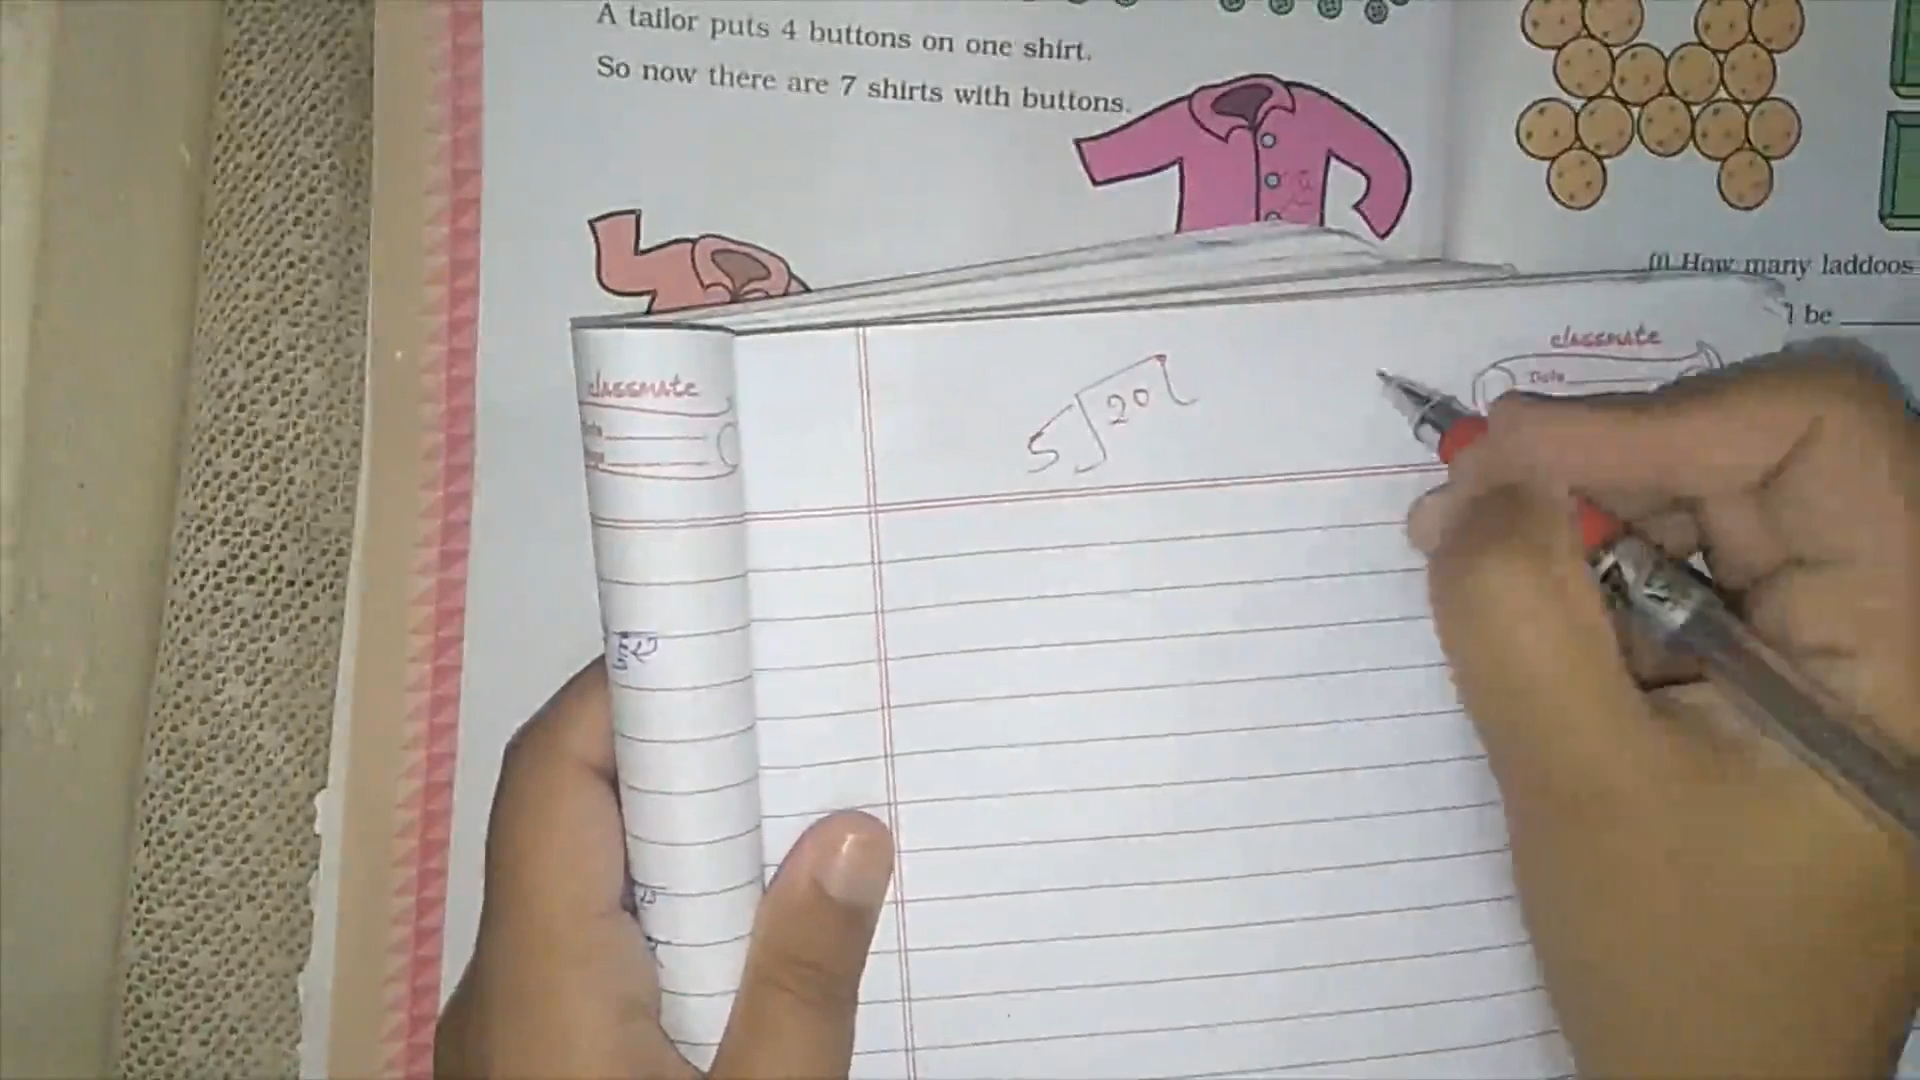 A tailor puts 4 buttons on one shirt.
So now there are 7 shirts with buttons.
(i) How many laddoos
l be
classmate
Date
classmate
5 20